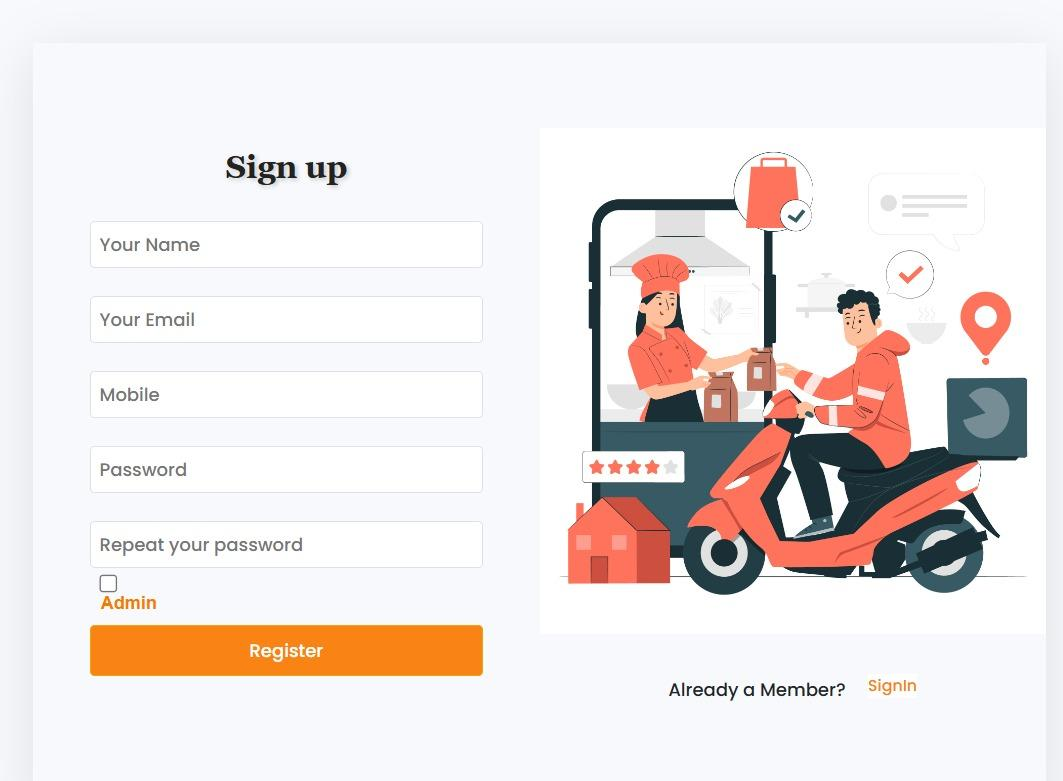 Sign up
Your Name
Your Email
Mobile
Password
Repeat your password
Admin
Register
Already a Member? SignIn